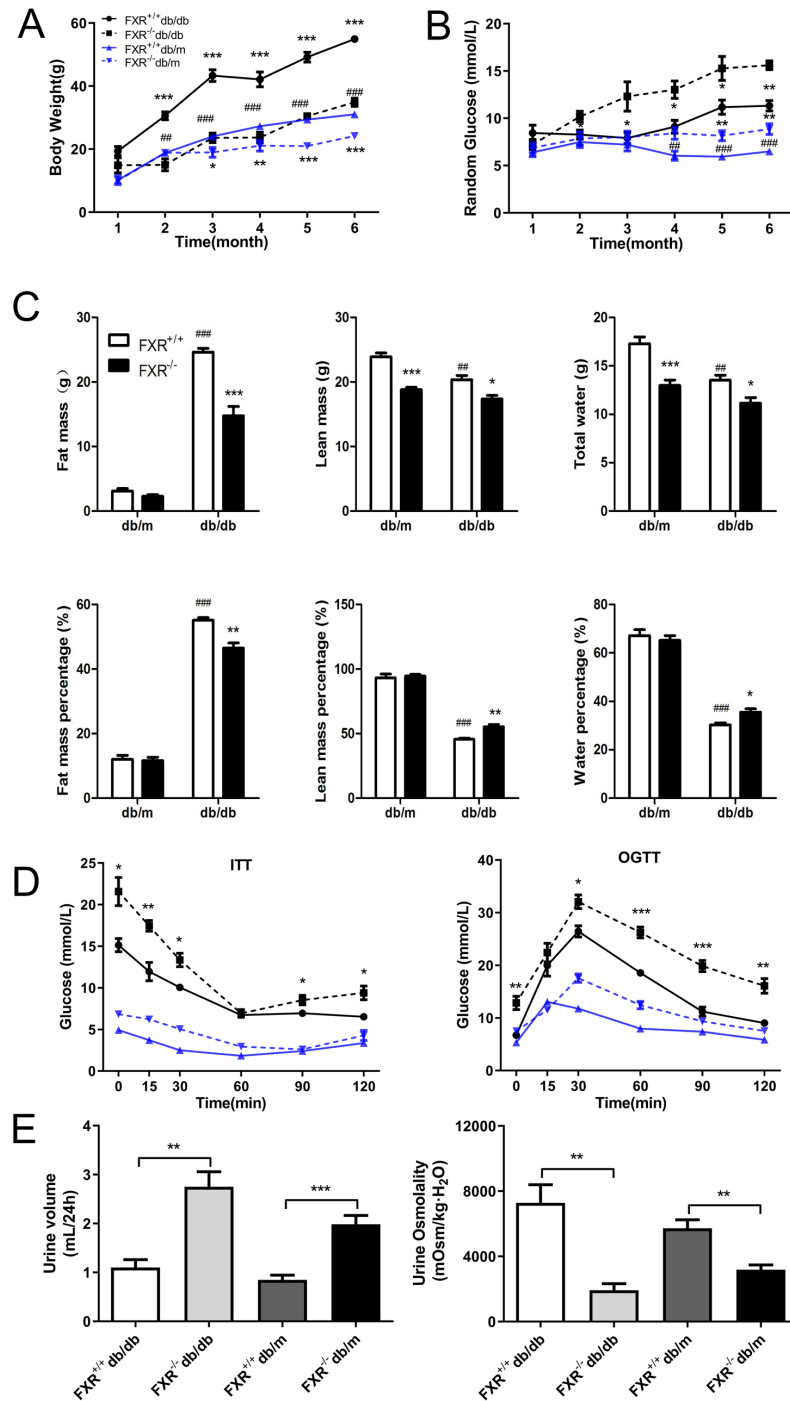 A
FXR+/+db/db
FXR-/-db/db
FXR+/+db/m
FXR-/-db/m
Body Weight(g)
60
40
20
0
***
***
***
***
***
##
###
###
###
###
*
**
***
***
1 2 3 4 5 6
Time(month)
B
Random Glucose (mmol/L)
20
15
10
5
0
*
*
*
*
**
**
**
##
###
###
1 2 3 4 5 6
Time(month)
C
FXR+/+
FXR-/-
Fat mass (g)
30
20
10
0
###
***
db/m db/db
Lean mass (g)
30
20
10
0
***
##
*
db/m db/db
Total water (g)
20
15
10
5
0
***
##
*
db/m db/db
Fat mass percentage (%)
60
40
20
0
###
**
db/m db/db
Lean mass percentage (%)
150
100
50
0
###
**
db/m db/db
Water percentage (%)
80
60
40
20
0
###
*
db/m db/db
D
ITT
Glucose (mmol/L)
25
20
15
10
5
0
*
**
*
*
*
0 15 30 60 90 120
Time(min)
OGTT
Glucose (mmol/L)
40
30
20
10
0
**
*
***
***
**
0 15 30 60 90 120
Time(min)
E
Urine volume
(mL/24h)
4
3
2
1
0
**
***
FXR+/+ db/db
FXR-/- db/db
FXR+/+ db/m
FXR-/- db/m
Urine Osmolality
(mOsm/kg·H2O)
12000
8000
4000
0
**
**
FXR+/+ db/db
FXR-/- db/db
FXR+/+ db/m
FXR-/- db/m